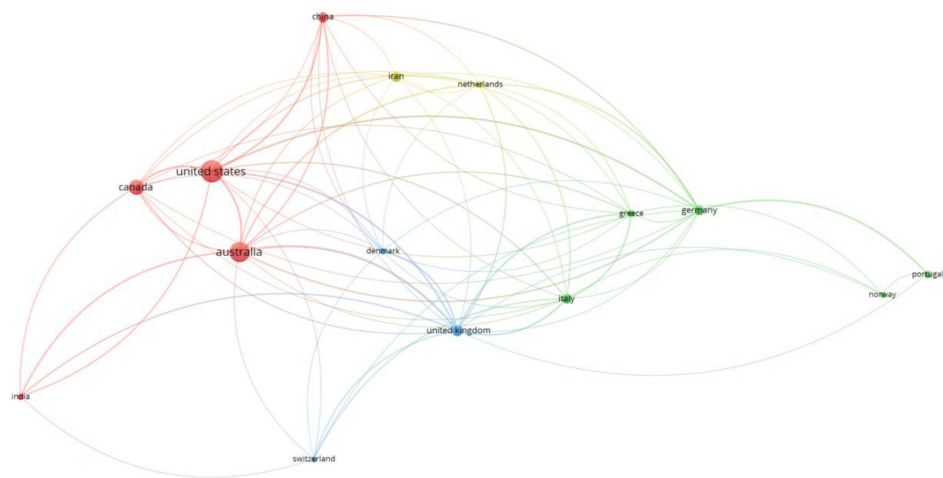 china
iran
netherlands
united states
canada
germany
greece
australia
denmark
portugal
norway
italy
united kingdom
india
switzerland